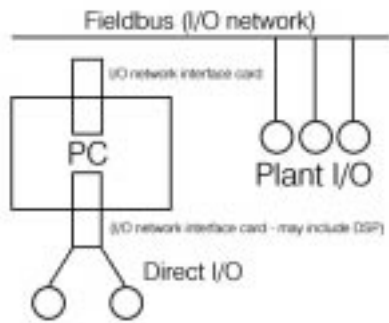 Fieldbus (I/O network)
I/O network interface card
PC
Plant I/O
(I/O network interface card - may include DSP)
Direct I/O